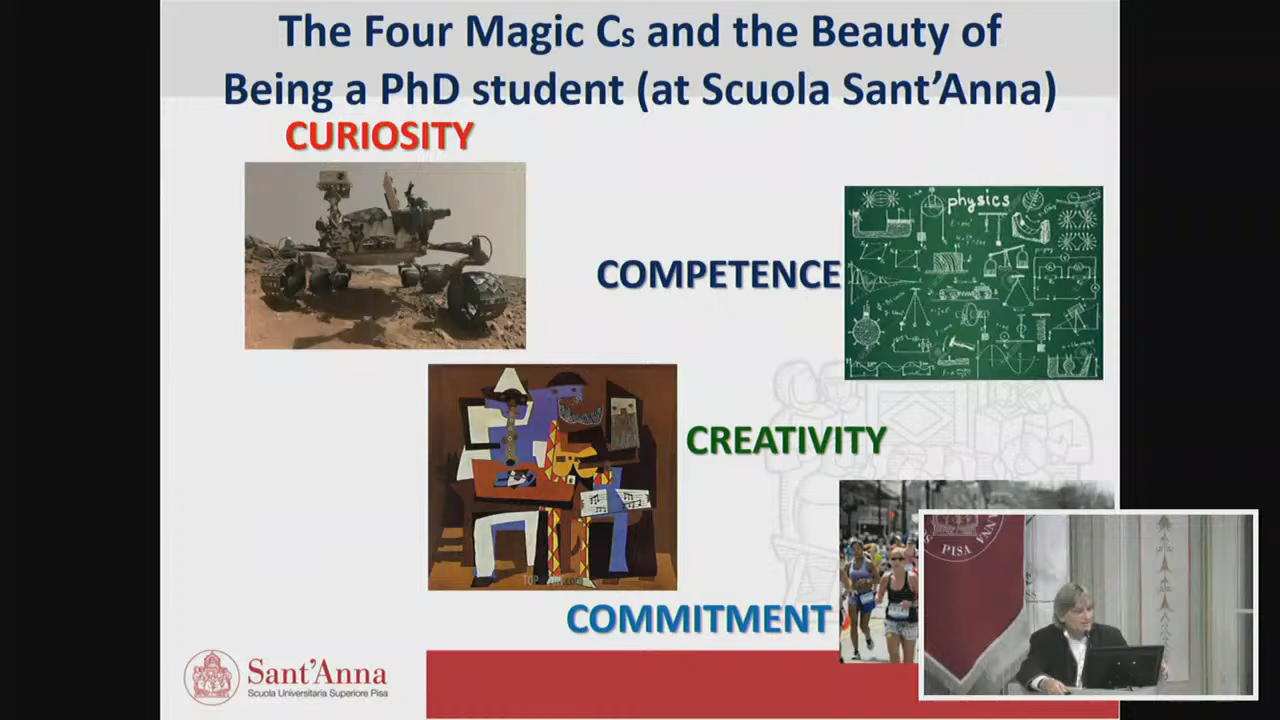 The Four Magic Cs and the Beauty of
Being a PhD student (at Scuola Sant'Anna)
CURIOSITY
physics
COMPETENCE
CREATIVITY
COMMITMENT
Sant'Anna
Scuola Universitaria Superiore Pisa
ANNA
PISA